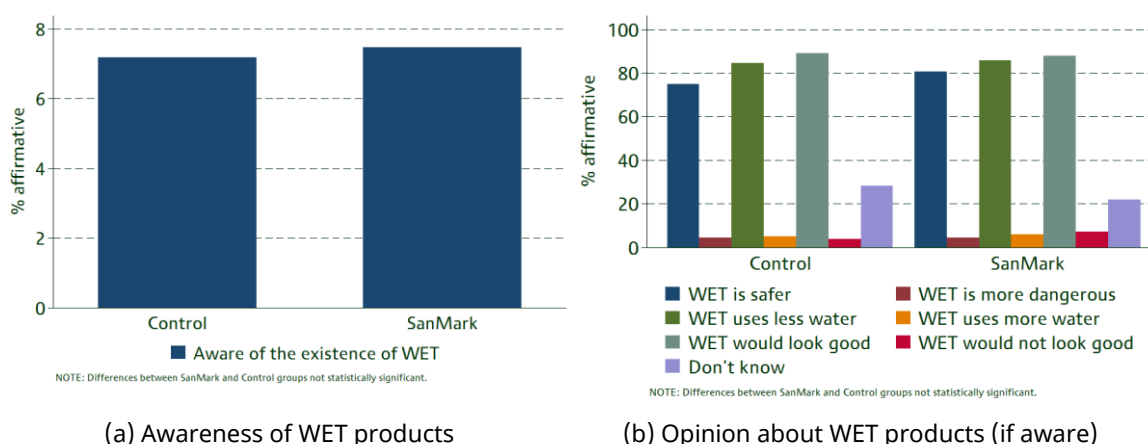 8
6
4
2
0
% affirmative
Control
SanMark
Aware of the existence of WET
NOTE: Differences between SanMark and Control groups not statistically significant.
(a) Awareness of WET products
100
80
60
40
20
0
% affirmative
Control
SanMark
WET is safer
WET is more dangerous
WET uses less water
WET uses more water
WET would look good
WET would not look good
Don't know
NOTE: Differences between SanMark and Control groups not statistically significant.
(b) Opinion about WET products (if aware)